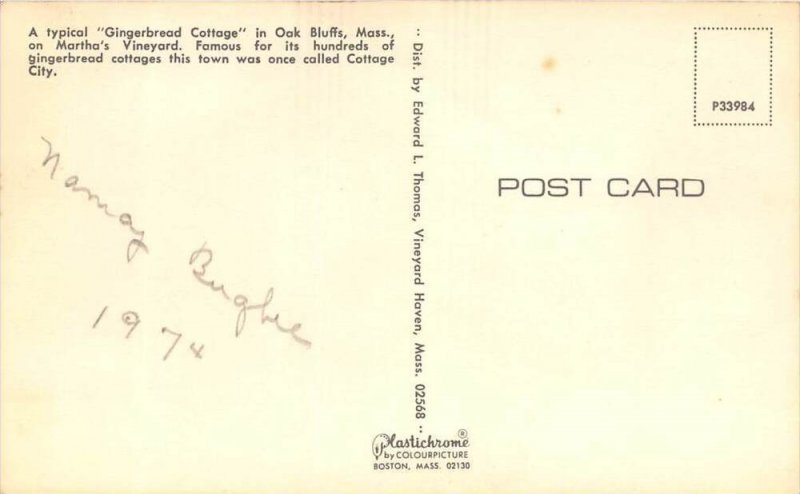 A typical "Gingerbread Cottage" in Oak Bluffs, Mass.,
on Martha's Vineyard. Famous for its hundreds of
gingerbread cottages this town was once called Cottage
City.
1974
: Dist. by Edward L. Thomas, Vineyard Haven, Mass. 02568 :
Plastichrome®
by COLOURPICTURE
BOSTON, MASS. 02130
P33984
POST CARD